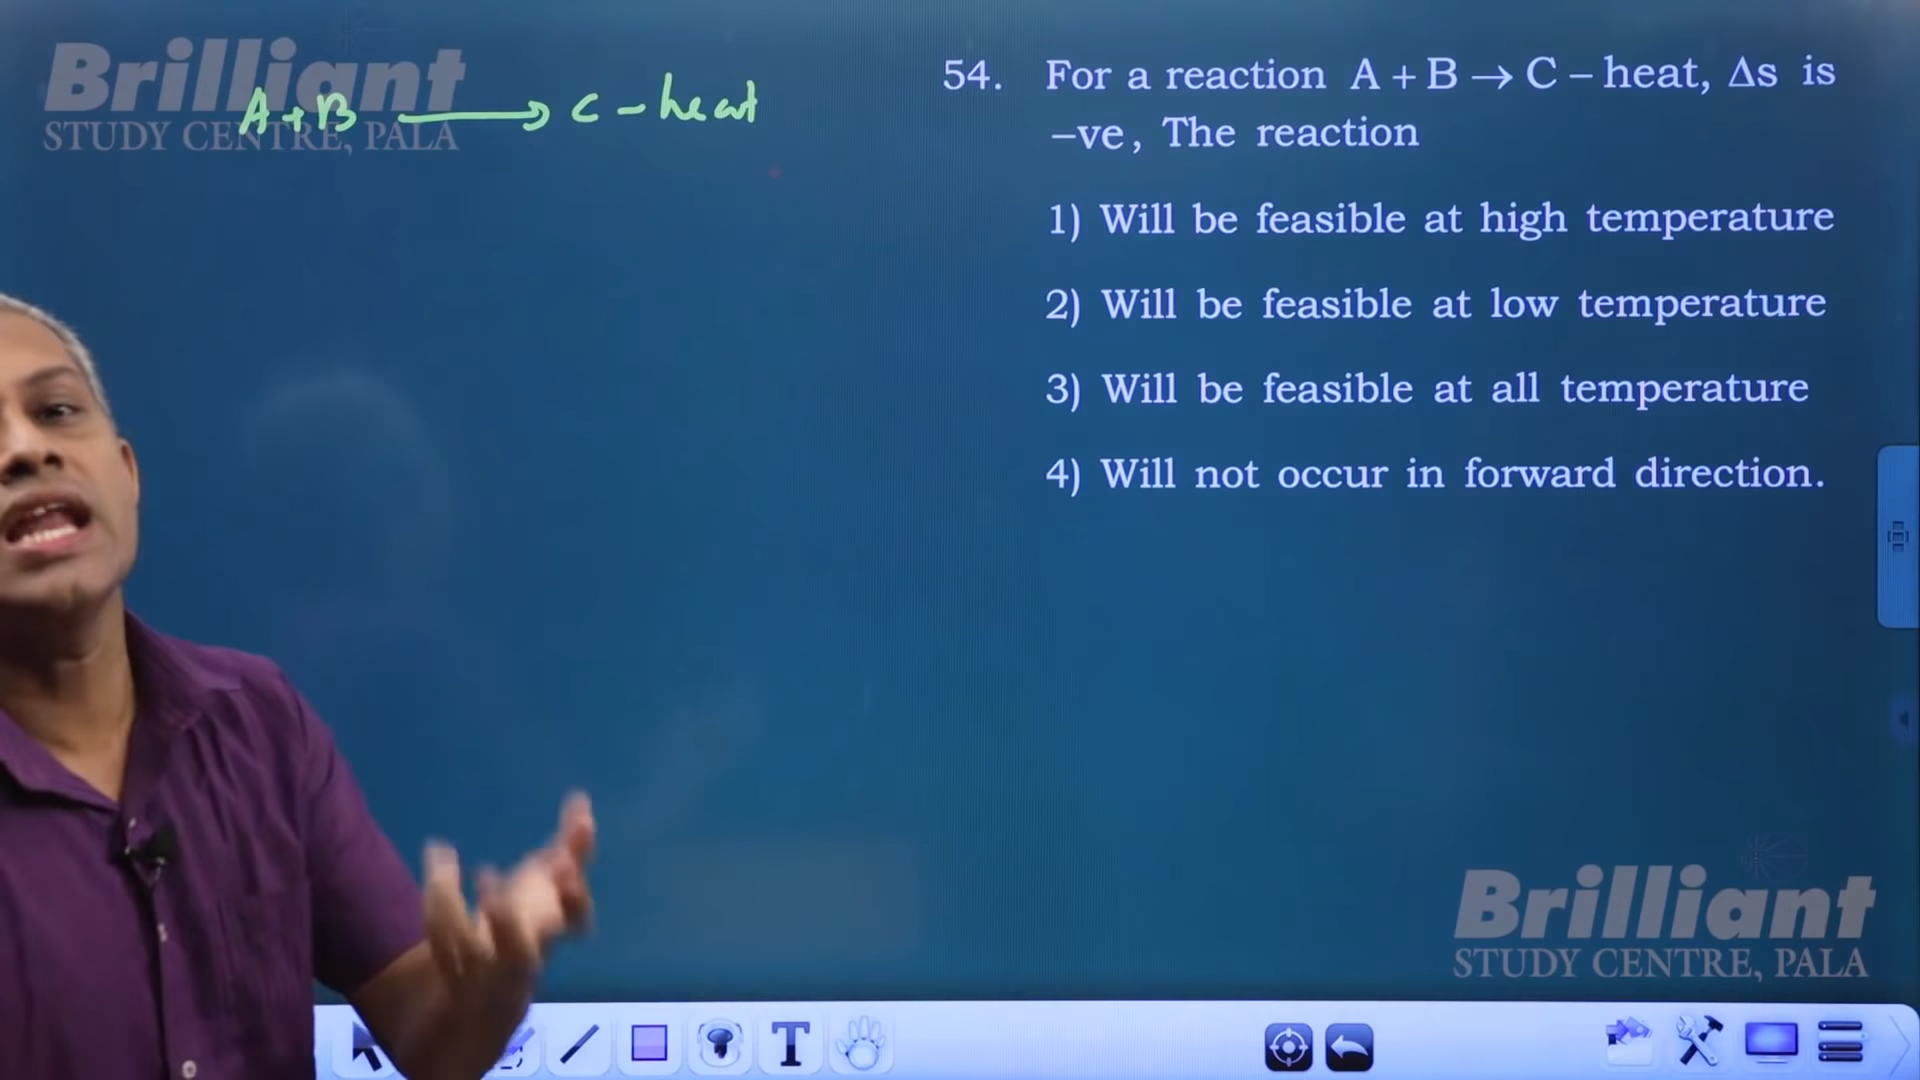 Brilliant
STUDY CENTRE, PALA
A+B ⟶ C - heat
54. For a reaction A + B → C – heat, Δs is
–ve, The reaction
1) Will be feasible at high temperature
2) Will be feasible at low temperature
3) Will be feasible at all temperature
4) Will not occur in forward direction.
Brilliant
STUDY CENTRE, PALA
T